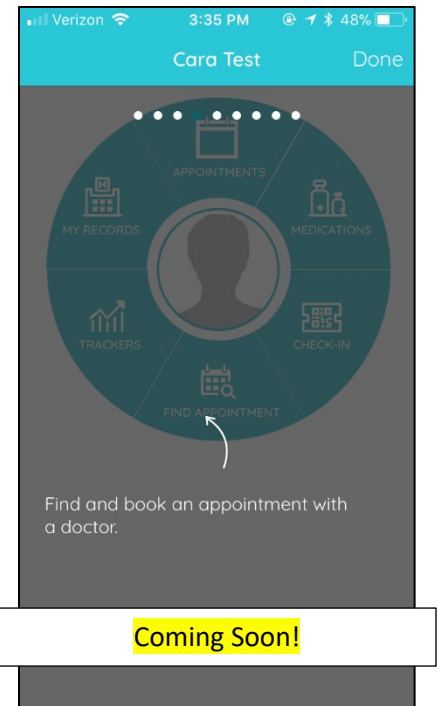 Verizon 3:35 PM 48%
Cara Test Done
APPOINTMENTS
MY RECORDS MEDICATIONS
TRACKERS CHECK-IN
FIND APPOINTMENT
Find and book an appointment with
a doctor.
Coming Soon!